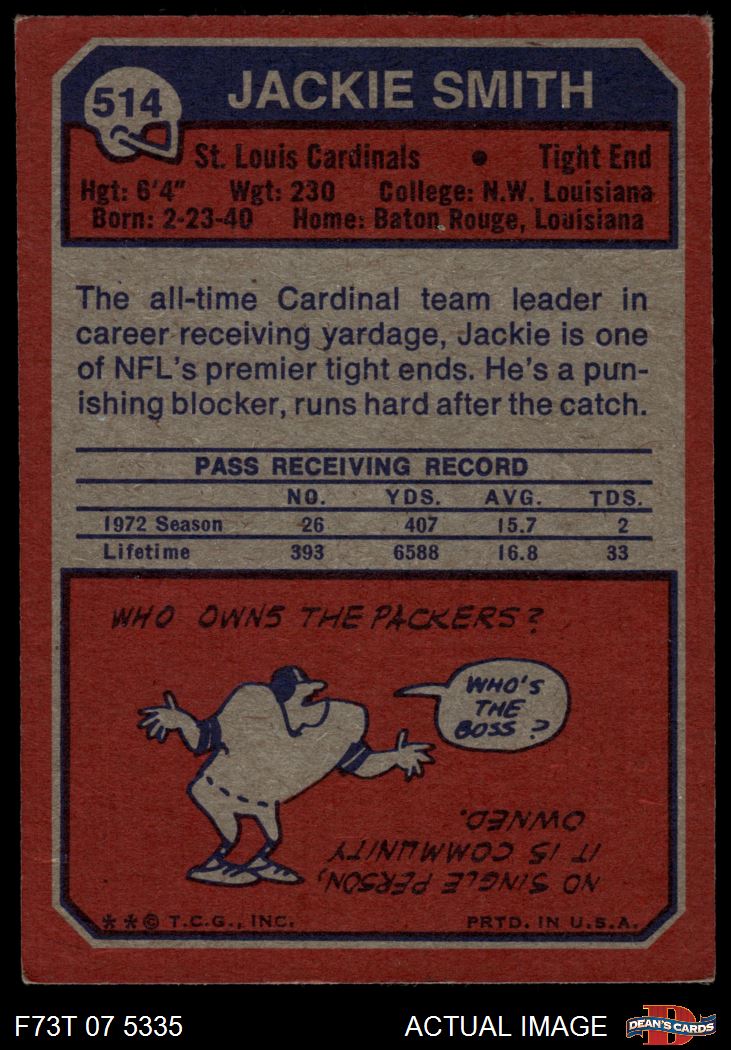 514
JACKIE SMITH
St. Louis Cardinals • Tight End
Hgt: 6'4" Wgt: 230 College: N.W. Louisiana
Born: 2-23-40 Home: Baton Rouge, Louisiana
The all-time Cardinal team leader in
career receiving yardage, Jackie is one
of NFL's premier tight ends. He's a pun-
ishing blocker, runs hard after the catch.
PASS RECEIVING RECORD
NO. YDS. AVG. TDS.
1972 Season 26 407 15.7 2
Lifetime 393 6588 16.8 33
WHO OWNS THE PACKERS?
WHO'S
THE
BOSS?
NO SINGLE PERSON,
IT IS COMMUNITY
OWNED.
**© T.C.G., INC. PRTD. IN U.S.A.
F73T 07 5335 ACTUAL IMAGE
DEAN'S CARDS